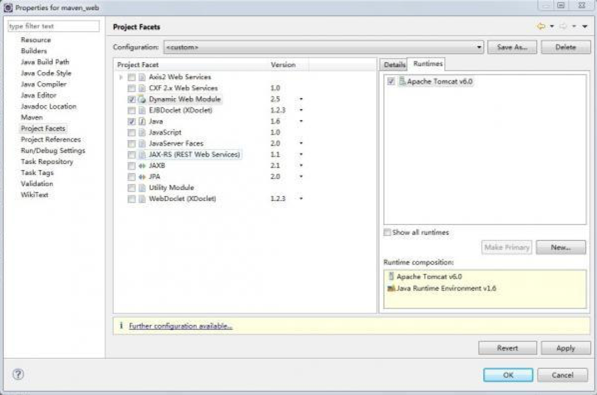 Properties for maven_web
type filter text
Resource
Builders
Java Build Path
Java Code Style
Java Compiler
Java Editor
Javadoc Location
Maven
Project Facets
Project References
Run/Debug Settings
Task Repository
Task Tags
Validation
WikiText
Project Facets
Configuration: <custom>
Save As...
Delete
Project Facet Version
Axis2 Web Services
CXF 2.x Web Services 1.0
Dynamic Web Module 2.5
EJBDoclet (XDoclet) 1.2.3
Java 1.6
JavaScript 1.0
JavaServer Faces 2.0
JAX-RS (REST Web Services) 1.1
JAXB 2.1
JPA 2.0
Utility Module
WebDoclet (XDoclet) 1.2.3
Details Runtimes
Apache Tomcat v6.0
Show all runtimes
Make Primary
New...
Runtime composition:
Apache Tomcat v6.0
Java Runtime Environment v1.6
i Further configuration available...
Revert
Apply
?
OK
Cancel